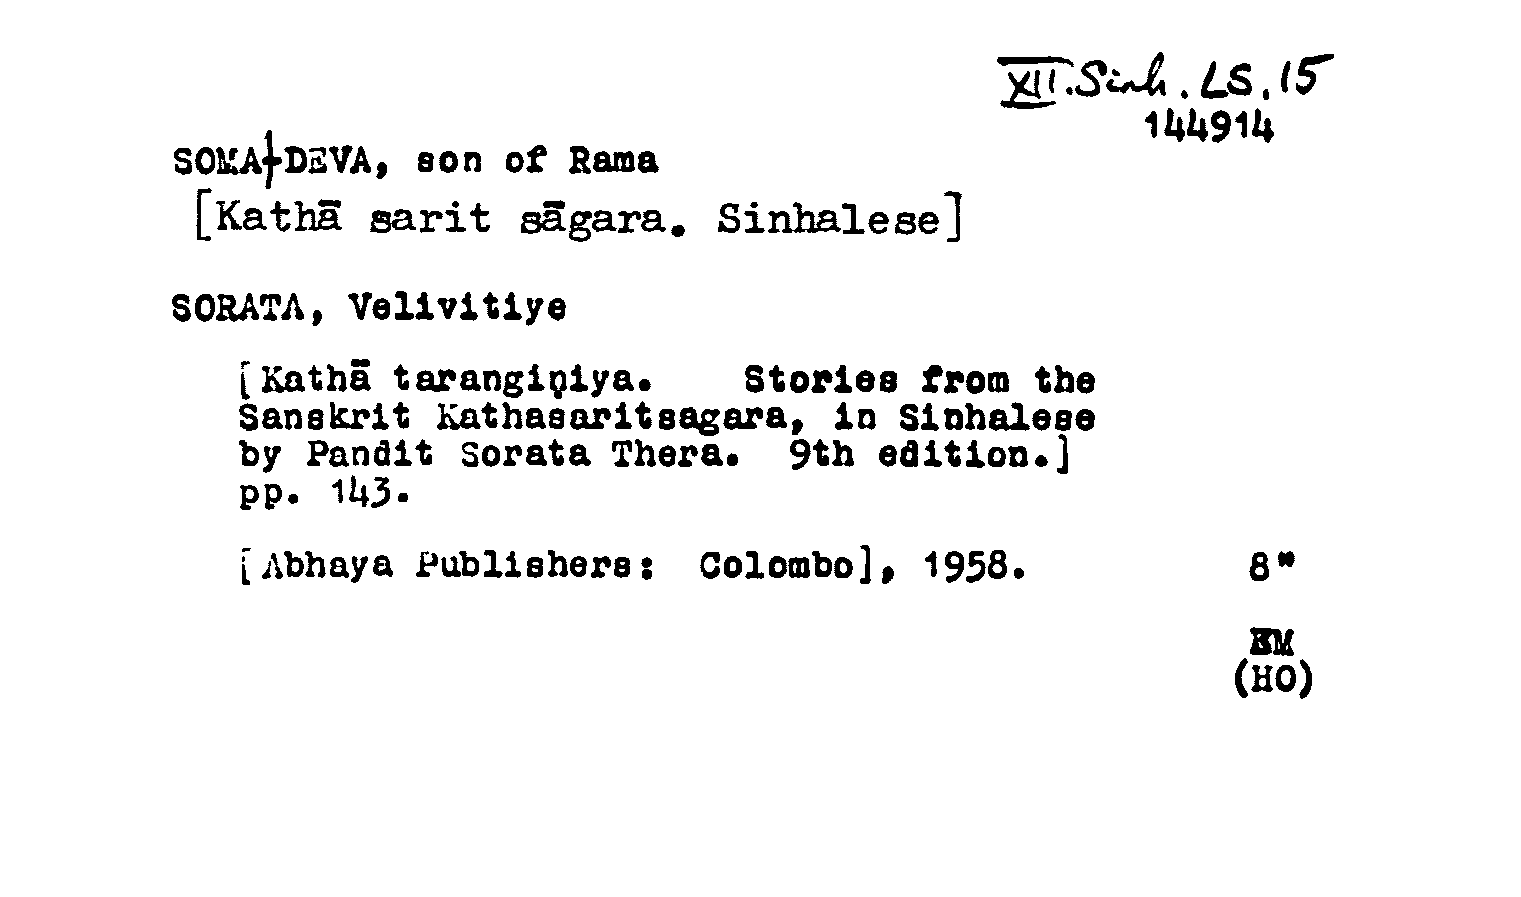 XII.Sinh.LS.15
144914
SOMA-DEVA, son of Rama
[Kathā sarit sāgara. Sinhalese]
SORATA, Velivitiye
[Kathā tarangiṇiya. Stories from the
Sanskrit Kathasaritsagara, in Sinhalese
by Pandit Sorata Thera. 9th edition.]
pp. 143.
[Abhaya Publishers: Colombo], 1958. 8"
EM
(HO)